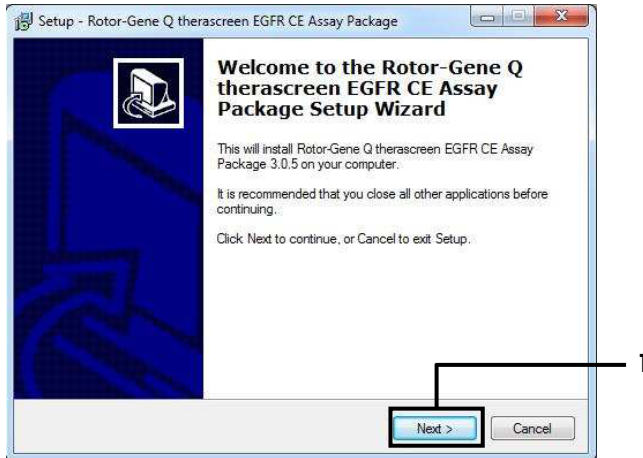 Setup - Rotor-Gene Q therascreen EGFR CE Assay Package
Welcome to the Rotor-Gene Q
therascreen EGFR CE Assay
Package Setup Wizard
This will install Rotor-Gene Q therascreen EGFR CE Assay
Package 3.0.5 on your computer.
It is recommended that you close all other applications before
continuing.
Click Next to continue, or Cancel to exit Setup.
1
Next >
Cancel